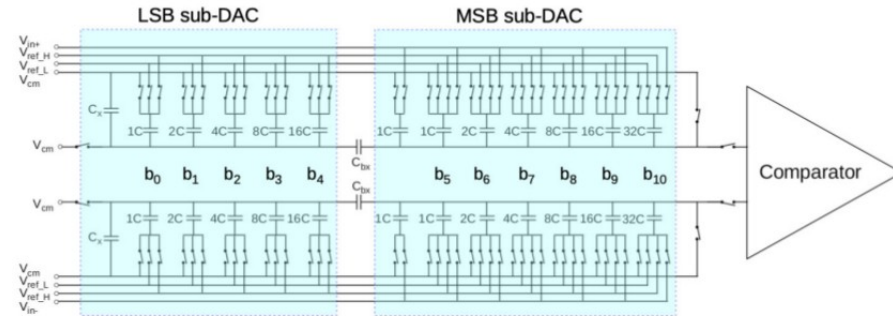 LSB sub-DAC MSB sub-DAC
Vin+
Vref_H
Vref_L
Vcm
Cx
1C 2C 4C 8C 16C 1C 1C 2C 4C 8C 16C 32C
Vcm
Cbx
b0 b1 b2 b3 b4 b5 b6 b7 b8 b9 b10
Comparator
Cbx
Vcm
1C 2C 4C 8C 16C 1C 1C 2C 4C 8C 16C 32C
Cx
Vcm
Vref_L
Vref_H
Vin-